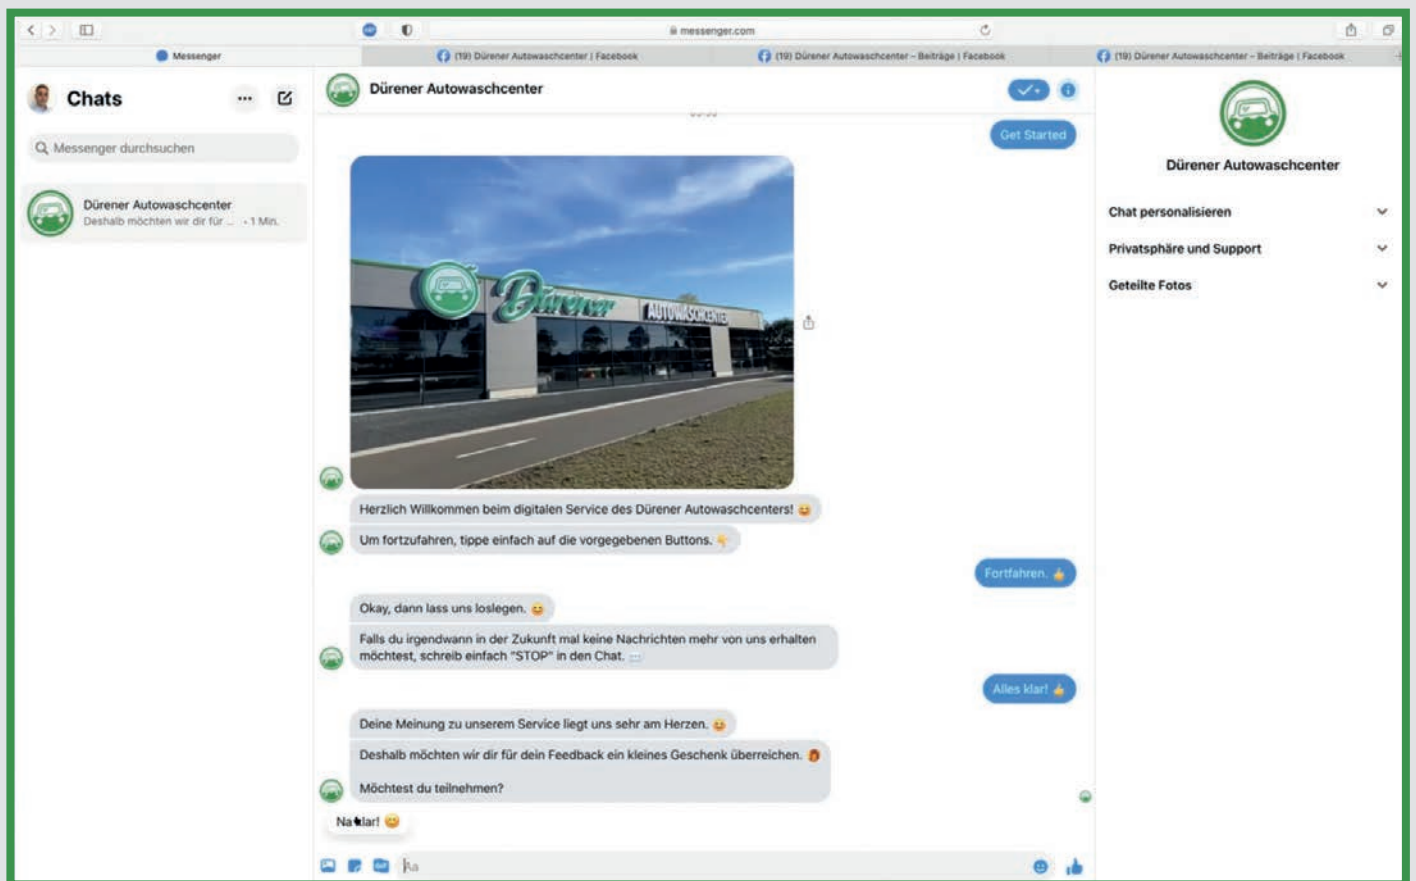 messenger.com
Messenger
(19) Dürener Autowaschcenter | Facebook
(19) Dürener Autowaschcenter – Beiträge | Facebook
(19) Dürener Autowaschcenter – Beiträge | Facebook
Chats
Messenger durchsuchen
Dürener Autowaschcenter
Deshalb möchten wir dir für ... · 1 Min.
Dürener Autowaschcenter
Get Started
Dürener
AUTOWASCHCENTER
Herzlich Willkommen beim digitalen Service des Dürener Autowaschcenters! 😊
Um fortzufahren, tippe einfach auf die vorgegebenen Buttons. 👇
Fortfahren. 👍
Okay, dann lass uns loslegen. 😊
Falls du irgendwann in der Zukunft mal keine Nachrichten mehr von uns erhalten
möchtest, schreib einfach "STOP" in den Chat. ✉️
Alles klar! 👍
Deine Meinung zu unserem Service liegt uns sehr am Herzen. 😊
Deshalb möchten wir dir für dein Feedback ein kleines Geschenk überreichen.
Möchtest du teilnehmen?
Na klar! 😊
GIF
Aa
Dürener Autowaschcenter
Chat personalisieren
Privatsphäre und Support
Geteilte Fotos